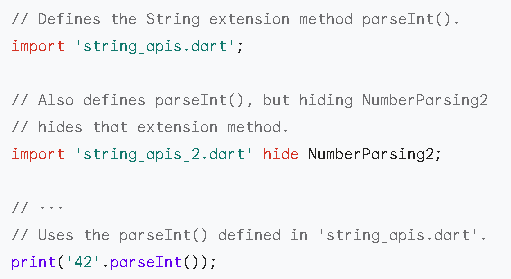 // Defines the String extension method parseInt().
import 'string_apis.dart';
// Also defines parseInt(), but hiding NumberParsing2
// hides that extension method.
import 'string_apis_2.dart' hide NumberParsing2;
// ···
// Uses the parseInt() defined in 'string_apis.dart'.
print('42'.parseInt());